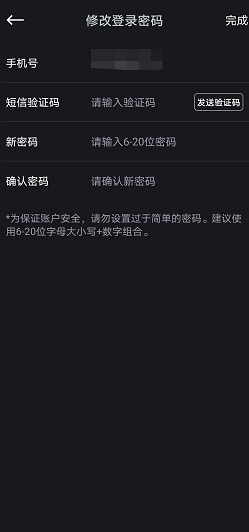 修改登录密码 完成
手机号
短信验证码 请输入验证码 发送验证码
新密码 请输入6-20位密码
确认密码 请确认新密码
*为保证账户安全，请勿设置过于简单的密码。建议使
用6-20位字母大小写+数字组合。